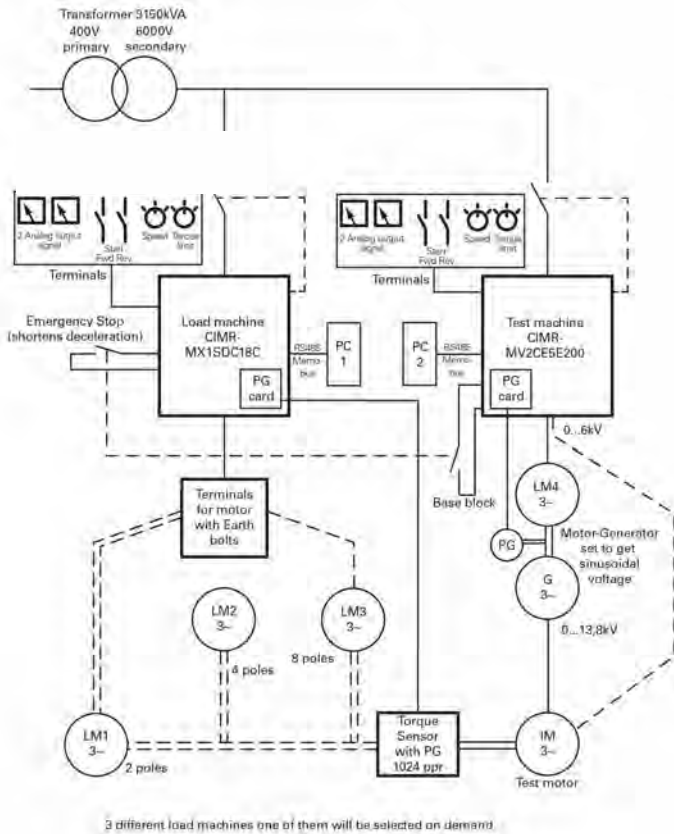 Transformer 3150kVA
400V 6000V
primary secondary
2 Analog output
signal
Start
Fwd Rev
Speed
Torque
limit
Terminals
2 Analog output
signal
Start
Fwd Rev
Speed
Torque
limit
Terminals
Emergency Stop
(shortens deceleration)
Load machine
CIMR-
MX1SDC18C
PG
card
RS485
Memo-
bus
PC
1
PC
2
RS485
Memo-
bus
Test machine
CIMR-
MV2CE5E200
PG
card
0...6kV
Base block
Terminals
for motor
with Earth
bolts
LM4
3~
PG
Motor-Generator
set to get
sinusoidal
voltage
G
3~
0...13,8kV
LM2
3~
4 poles
LM3
3~
8 poles
LM1
3~
2 poles
Torque
Sensor
with PG
1024 ppr
IM
3~
Test motor
3 different load machines one of them will be selected on demand